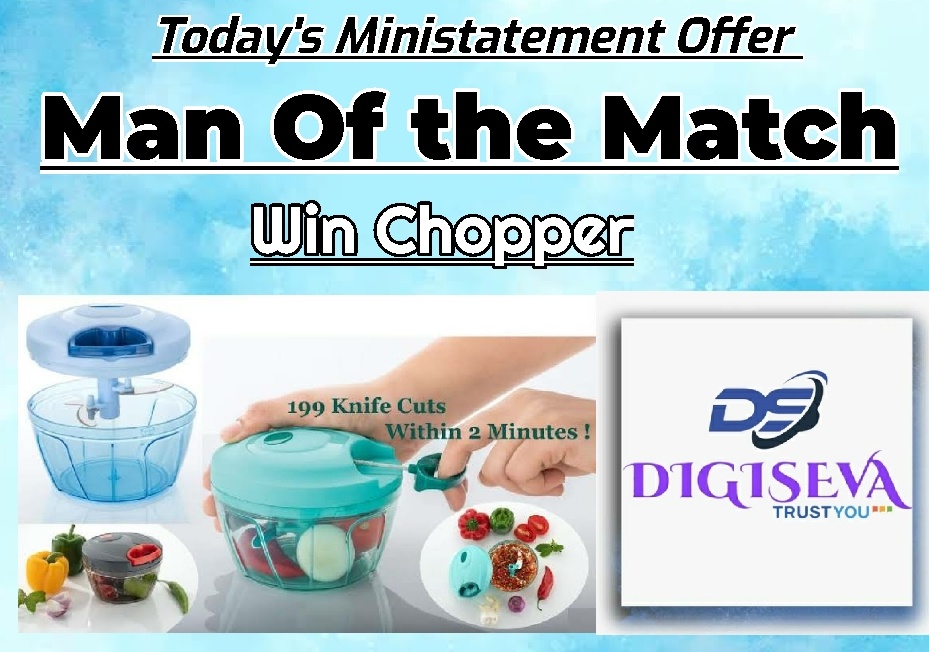 Today's Ministatement Offer
Man Of the Match
Win Chopper
199 Knife Cuts
Within 2 Minutes !
DS
DIGISEVA
TRUSTYOU